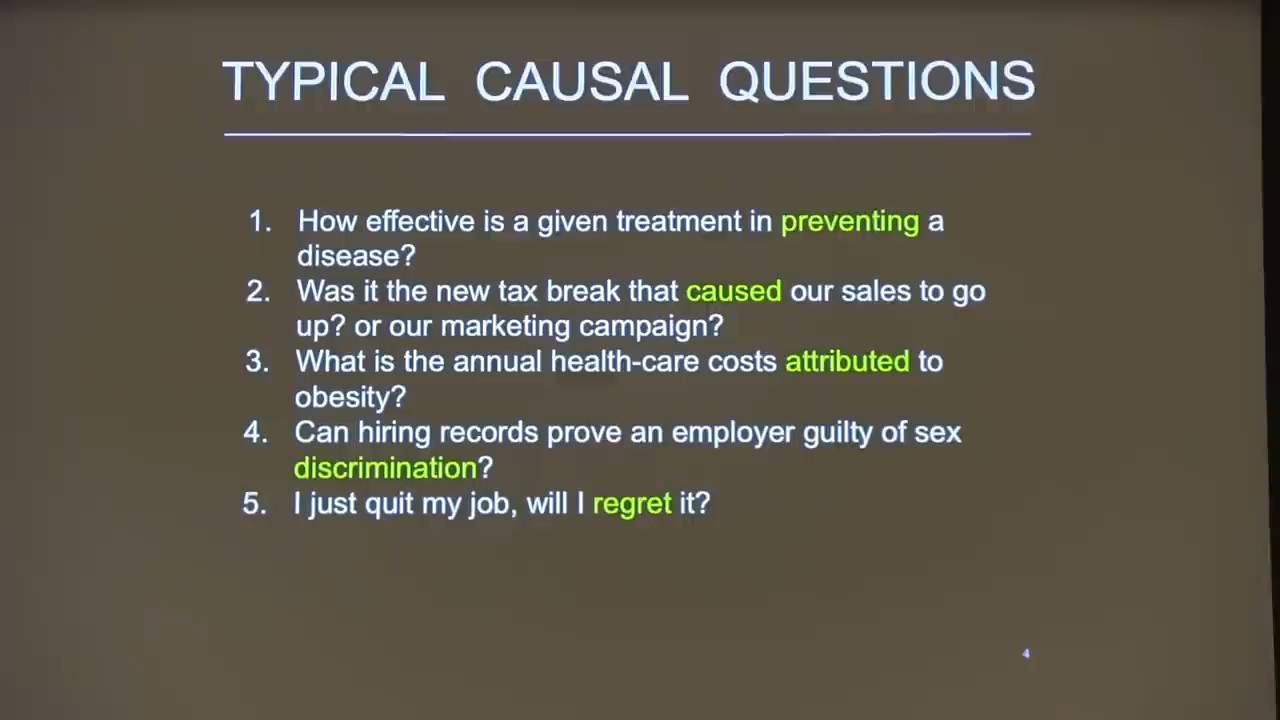 TYPICAL CAUSAL QUESTIONS
1. How effective is a given treatment in preventing a
disease?
2. Was it the new tax break that caused our sales to go
up? or our marketing campaign?
3. What is the annual health-care costs attributed to
obesity?
4. Can hiring records prove an employer guilty of sex
discrimination?
5. I just quit my job, will I regret it?
4